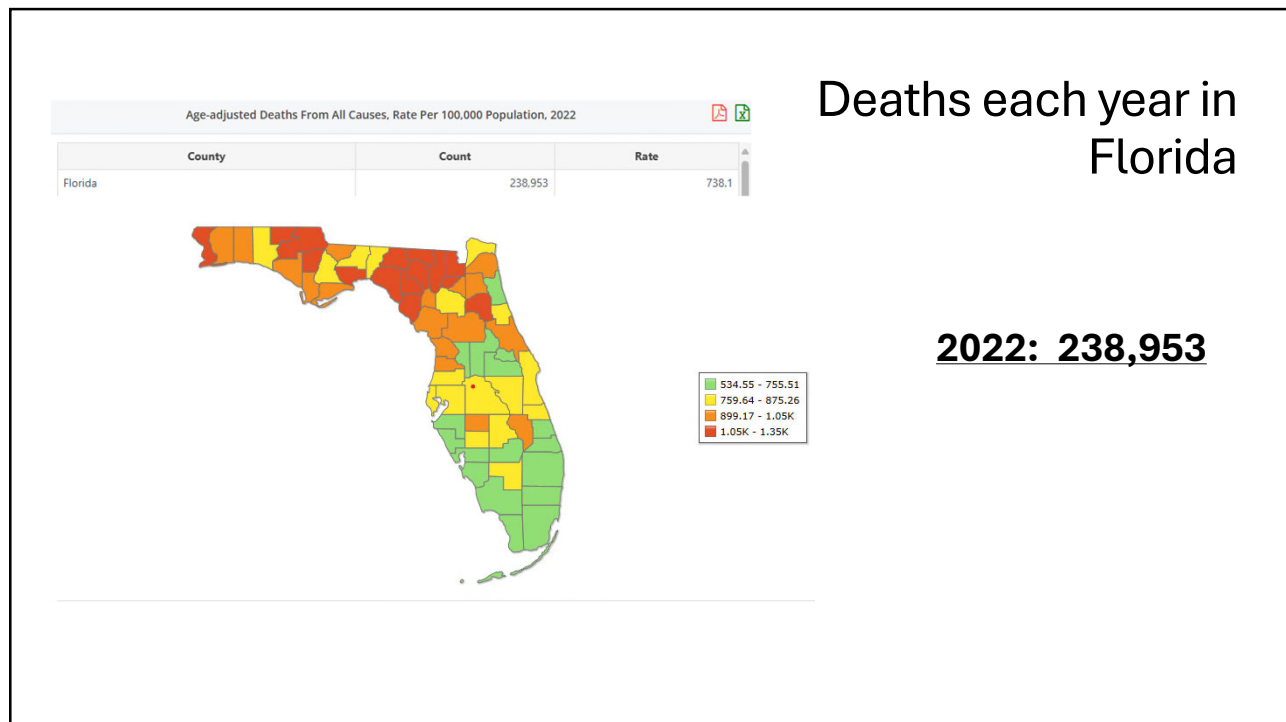 Deaths each year in
Florida
Age-adjusted Deaths From All Causes, Rate Per 100,000 Population, 2022
County Count Rate
Florida 238,953 738.1
2022: 238,953
534.55 - 755.51
759.64 - 875.26
899.17 - 1.05K
1.05K - 1.35K